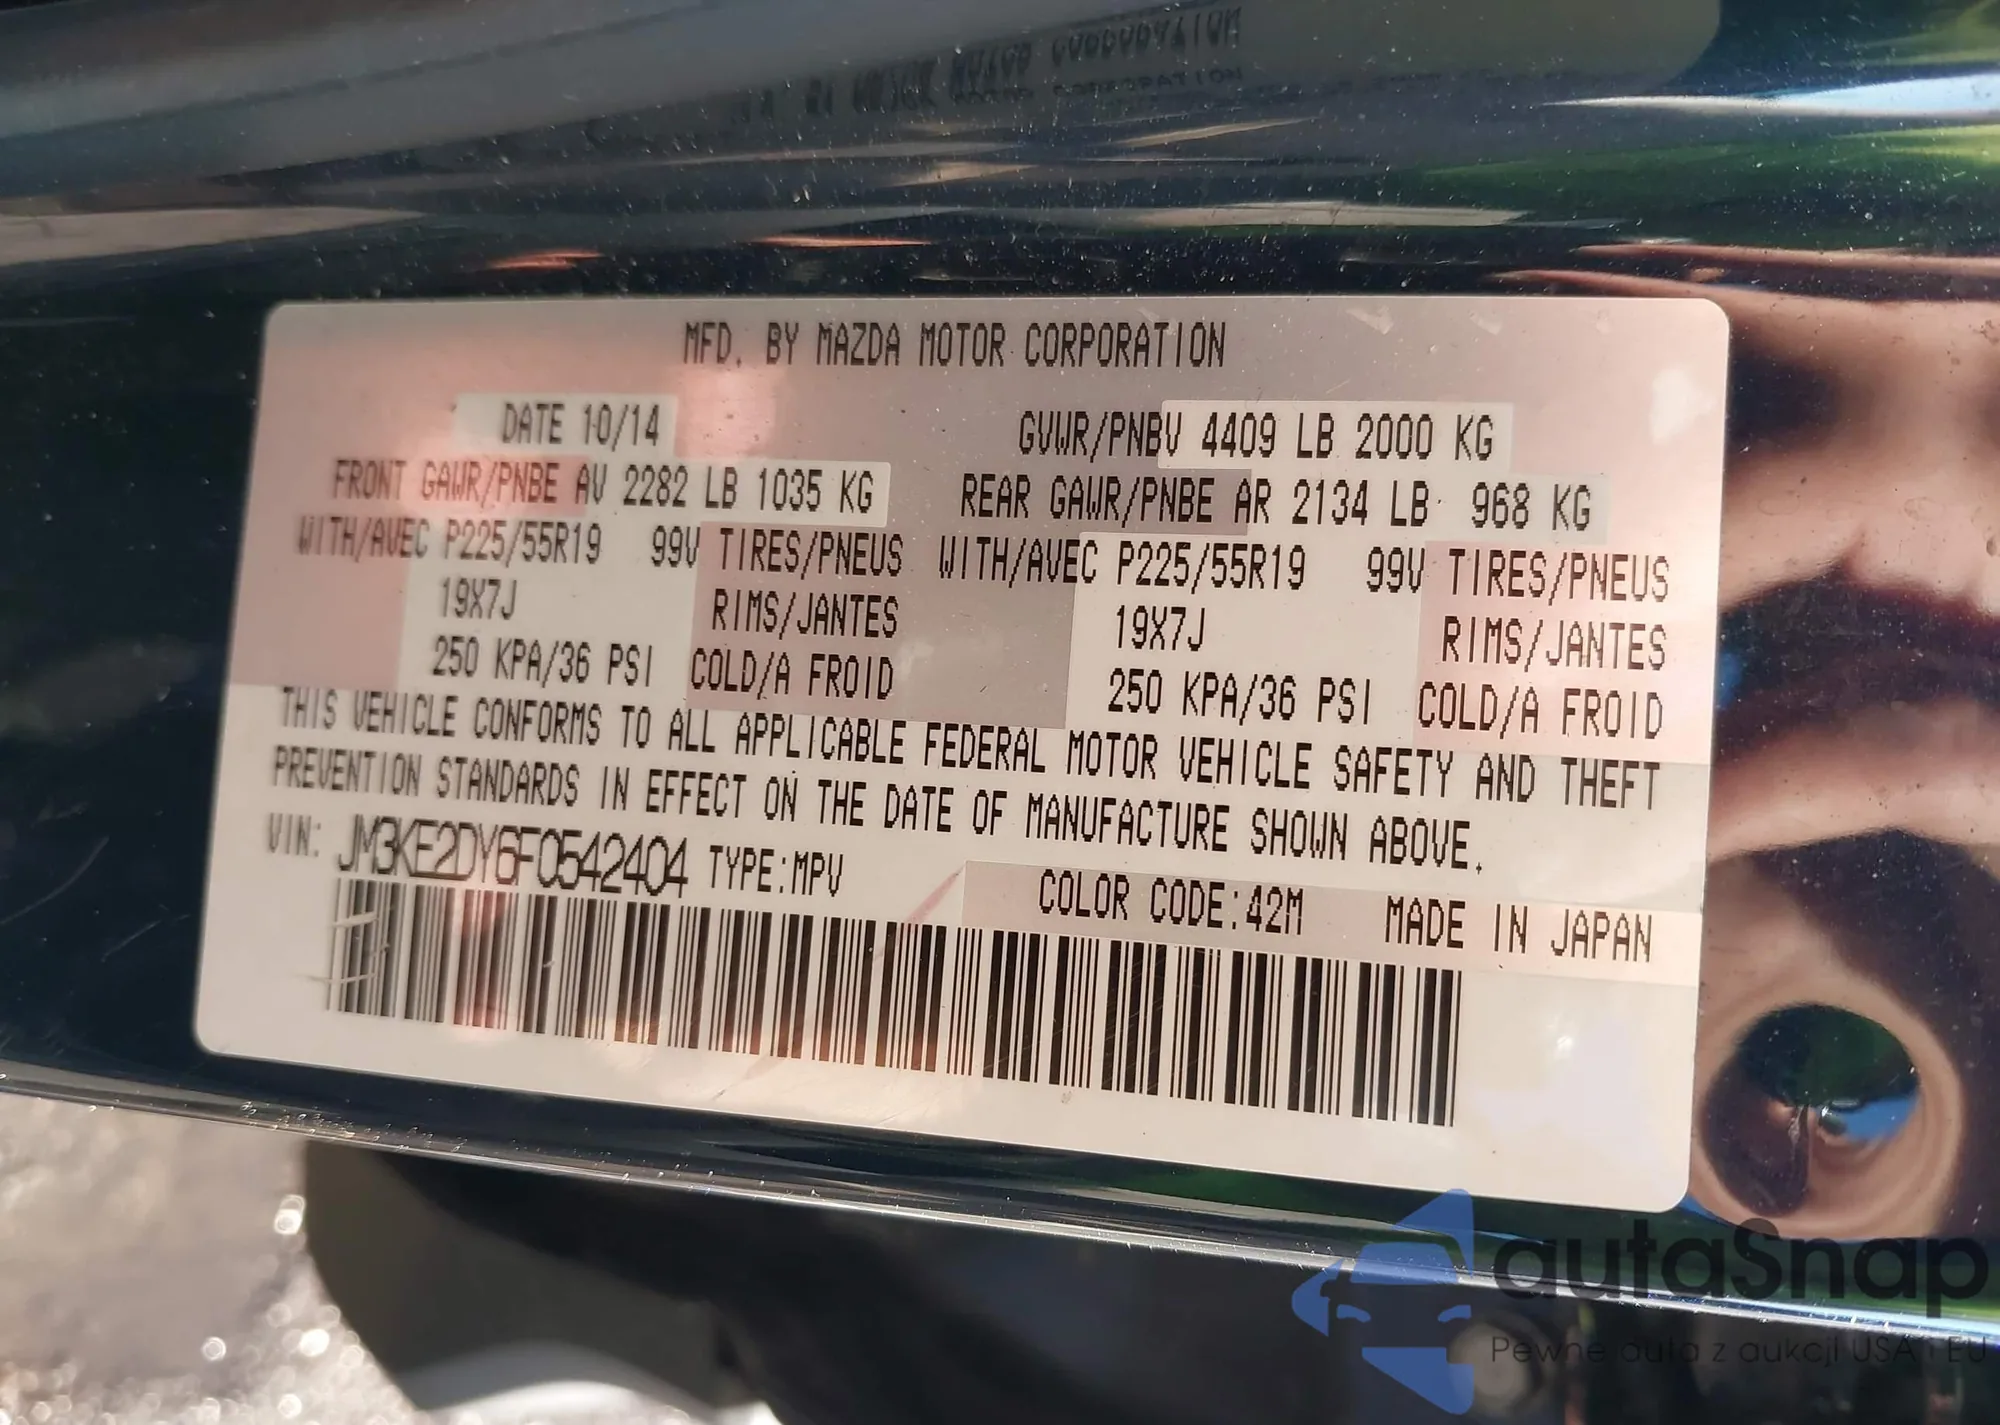 MFD. BY MAZDA MOTOR CORPORATION
DATE 10/14 GVWR/PNBV 4409 LB 2000 KG
FRONT GAWR/PNBE AV 2282 LB 1035 KG REAR GAWR/PNBE AR 2134 LB 968 KG
WITH/AVEC P225/55R19 99V TIRES/PNEUS WITH/AVEC P225/55R19 99V TIRES/PNEUS
19X7J RIMS/JANTES 19X7J RIMS/JANTES
250 KPA/36 PSI COLD/A FROID 250 KPA/36 PSI COLD/A FROID
THIS VEHICLE CONFORMS TO ALL APPLICABLE FEDERAL MOTOR VEHICLE SAFETY AND THEFT
PREVENTION STANDARDS IN EFFECT ON THE DATE OF MANUFACTURE SHOWN ABOVE.
VIN: JM3KE2DY6F0542404 TYPE:MPV
COLOR CODE:42M MADE IN JAPAN
autaSnap
Pewne auta z aukcji USA i EU